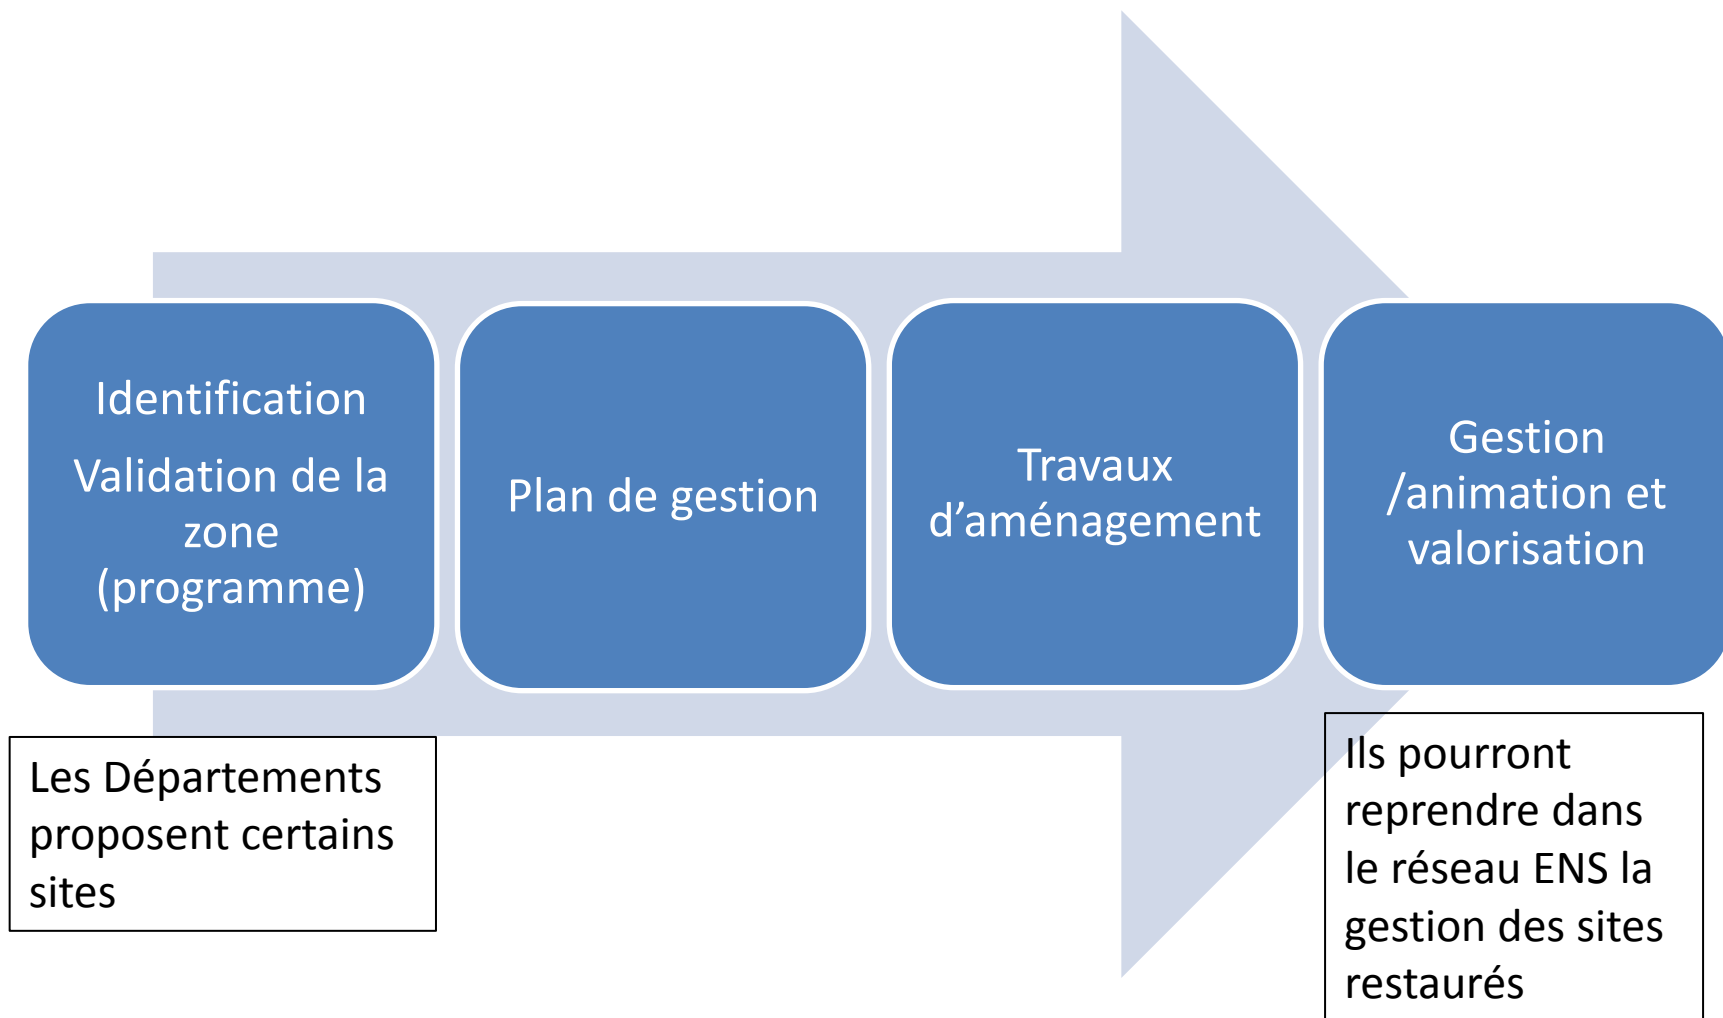 Identification
Validation de la
zone
(programme)
Plan de gestion
Travaux
d’aménagement
Gestion
/animation et
valorisation
Les Départements
proposent certains
sites
Ils pourront
reprendre dans
le réseau ENS la
gestion des sites
restaurés